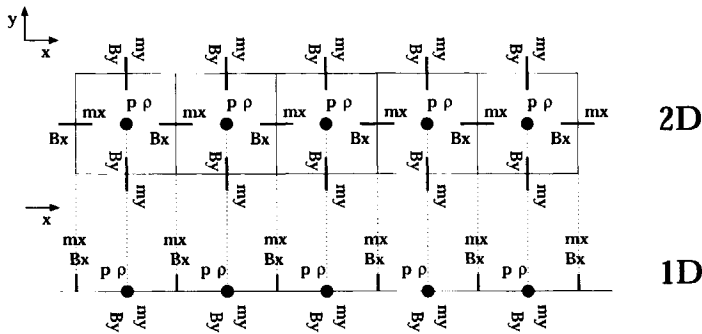 y
By my By my By my By my By my
x
p ρ p ρ p ρ p ρ p ρ
mx mx mx mx mx mx
2D
Bx Bx Bx Bx Bx Bx
By my By my By my By my By my
x
mx mx mx mx mx mx
Bx Bx Bx Bx Bx Bx
p ρ p ρ p ρ p ρ p ρ
1D
By my By my By my By my By my